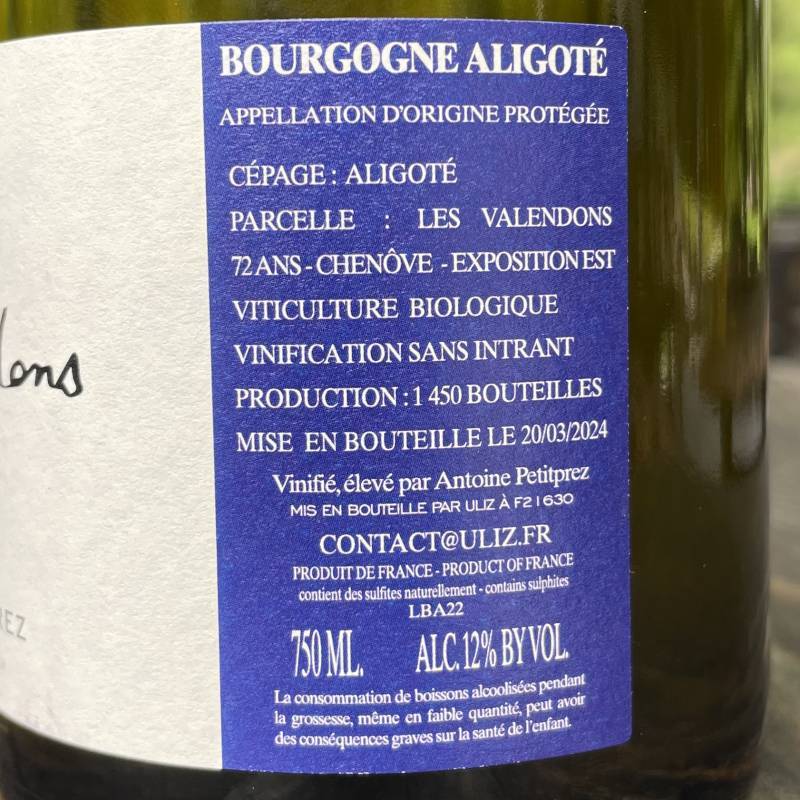 BOURGOGNE ALIGOTÉ
APPELLATION D'ORIGINE PROTÉGÉE
CÉPAGE : ALIGOTÉ
PARCELLE : LES VALENDONS
72 ANS - CHENÔVE - EXPOSITION EST
VITICULTURE BIOLOGIQUE
VINIFICATION SANS INTRANT
PRODUCTION : 1 450 BOUTEILLES
MISE EN BOUTEILLE LE 20/03/2024
Vinifié, élevé par Antoine Petitprez
MIS EN BOUTEILLE PAR ULIZ À F21630
CONTACT@ULIZ.FR
PRODUIT DE FRANCE - PRODUCT OF FRANCE
contient des sulfites naturellement - contains sulphites
LBA22
750 ML. ALC. 12% BY VOL.
La consommation de boissons alcoolisées pendant
la grossesse, même en faible quantité, peut avoir
des conséquences graves sur la santé de l'enfant.